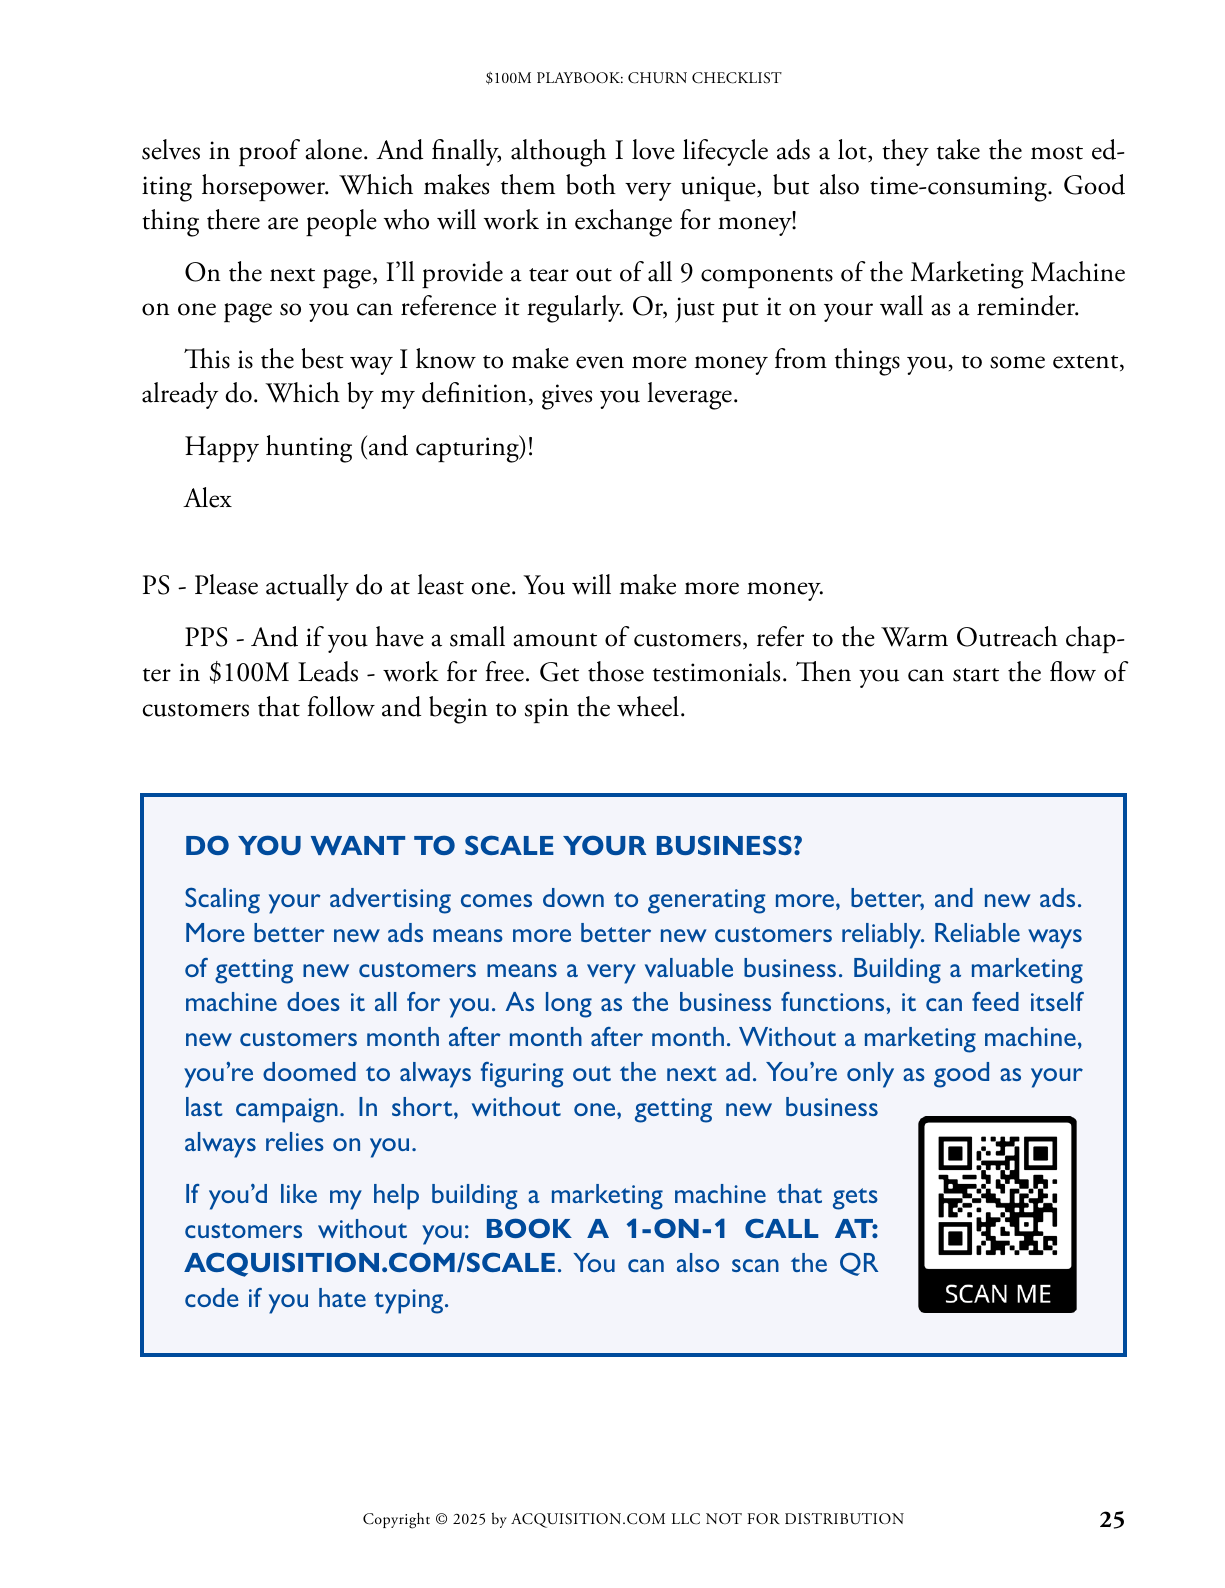 $100M PLAYBOOK: CHURN CHECKLIST
selves in proof alone. And finally, although I love lifecycle ads a lot, they take the most ed-
iting horsepower. Which makes them both very unique, but also time-consuming. Good
thing there are people who will work in exchange for money!
On the next page, I’ll provide a tear out of all 9 components of the Marketing Machine
on one page so you can reference it regularly. Or, just put it on your wall as a reminder.
This is the best way I know to make even more money from things you, to some extent,
already do. Which by my definition, gives you leverage.
Happy hunting (and capturing)!
Alex
PS - Please actually do at least one. You will make more money.
PPS - And if you have a small amount of customers, refer to the Warm Outreach chap-
ter in $100M Leads - work for free. Get those testimonials. Then you can start the flow of
customers that follow and begin to spin the wheel.
DO YOU WANT TO SCALE YOUR BUSINESS?
Scaling your advertising comes down to generating more, better, and new ads.
More better new ads means more better new customers reliably. Reliable ways
of getting new customers means a very valuable business. Building a marketing
machine does it all for you. As long as the business functions, it can feed itself
new customers month after month after month. Without a marketing machine,
you’re doomed to always figuring out the next ad. You’re only as good as your
last campaign. In short, without one, getting new business
always relies on you.
If you’d like my help building a marketing machine that gets
customers without you: BOOK A 1-ON-1 CALL AT:
ACQUISITION.COM/SCALE. You can also scan the QR
code if you hate typing.
SCAN ME
Copyright © 2025 by ACQUISITION.COM LLC NOT FOR DISTRIBUTION
25